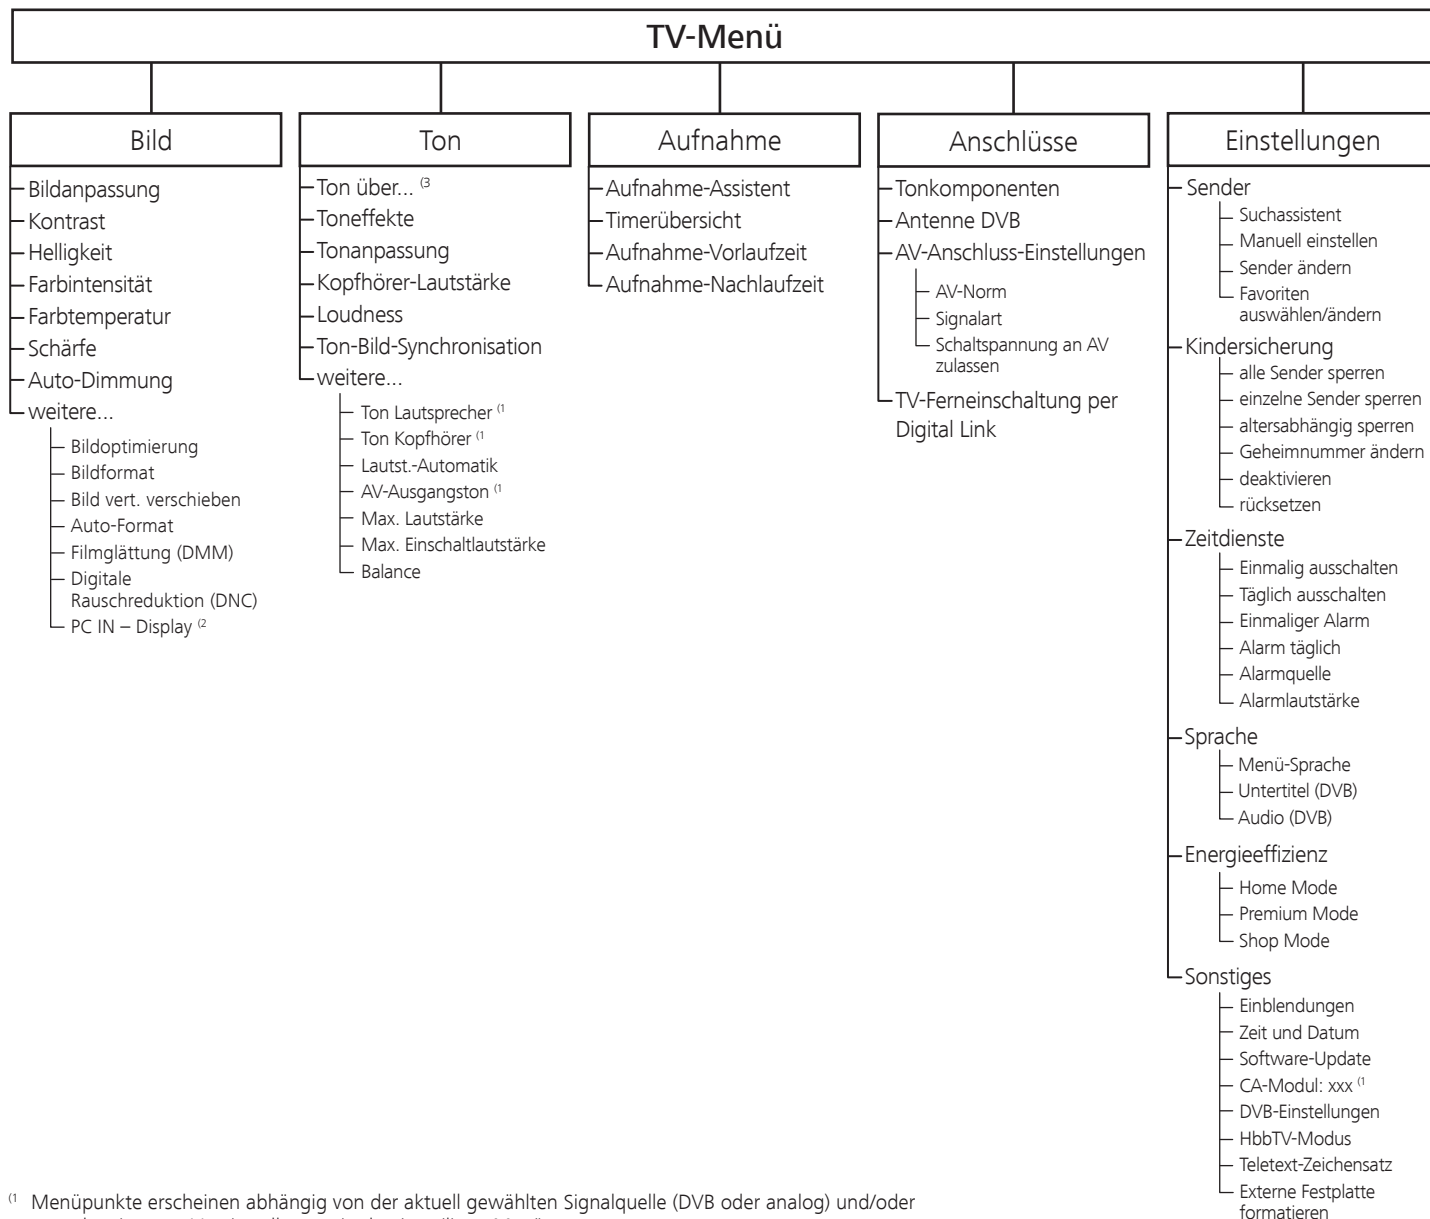 TV-Menü
Bild
Bildanpassung
Kontrast
Helligkeit
Farbintensität
Farbtemperatur
Schärfe
Auto-Dimmung
weitere...
Bildoptimierung
Bildformat
Bild vert. verschieben
Auto-Format
Filmglättung (DMM)
Digitale
Rauschreduktion (DNC)
PC IN – Display (2
Ton
Ton über... (3
Toneffekte
Tonanpassung
Kopfhörer-Lautstärke
Loudness
Ton-Bild-Synchronisation
weitere...
Ton Lautsprecher (1
Ton Kopfhörer (1
Lautst.-Automatik
AV-Ausgangston (1
Max. Lautstärke
Max. Einschaltlautstärke
Balance
Aufnahme
Aufnahme-Assistent
Timerübersicht
Aufnahme-Vorlaufzeit
Aufnahme-Nachlaufzeit
Anschlüsse
Tonkomponenten
Antenne DVB
AV-Anschluss-Einstellungen
AV-Norm
Signalart
Schaltspannung an AV
zulassen
TV-Ferneinschaltung per
Digital Link
Einstellungen
Sender
Suchassistent
Manuell einstellen
Sender ändern
Favoriten
auswählen/ändern
Kindersicherung
alle Sender sperren
einzelne Sender sperren
altersabhängig sperren
Geheimnummer ändern
deaktivieren
rücksetzen
Zeitdienste
Einmalig ausschalten
Täglich ausschalten
Einmaliger Alarm
Alarm täglich
Alarmquelle
Alarmlautstärke
Sprache
Menü-Sprache
Untertitel (DVB)
Audio (DVB)
Energieeffizienz
Home Mode
Premium Mode
Shop Mode
Sonstiges
Einblendungen
Zeit und Datum
Software-Update
CA-Modul: xxx (1
DVB-Einstellungen
HbbTV-Modus
Teletext-Zeichensatz
Externe Festplatte
formatieren
(1 Menüpunkte erscheinen abhängig von der aktuell gewählten Signalquelle (DVB oder analog) und/oder